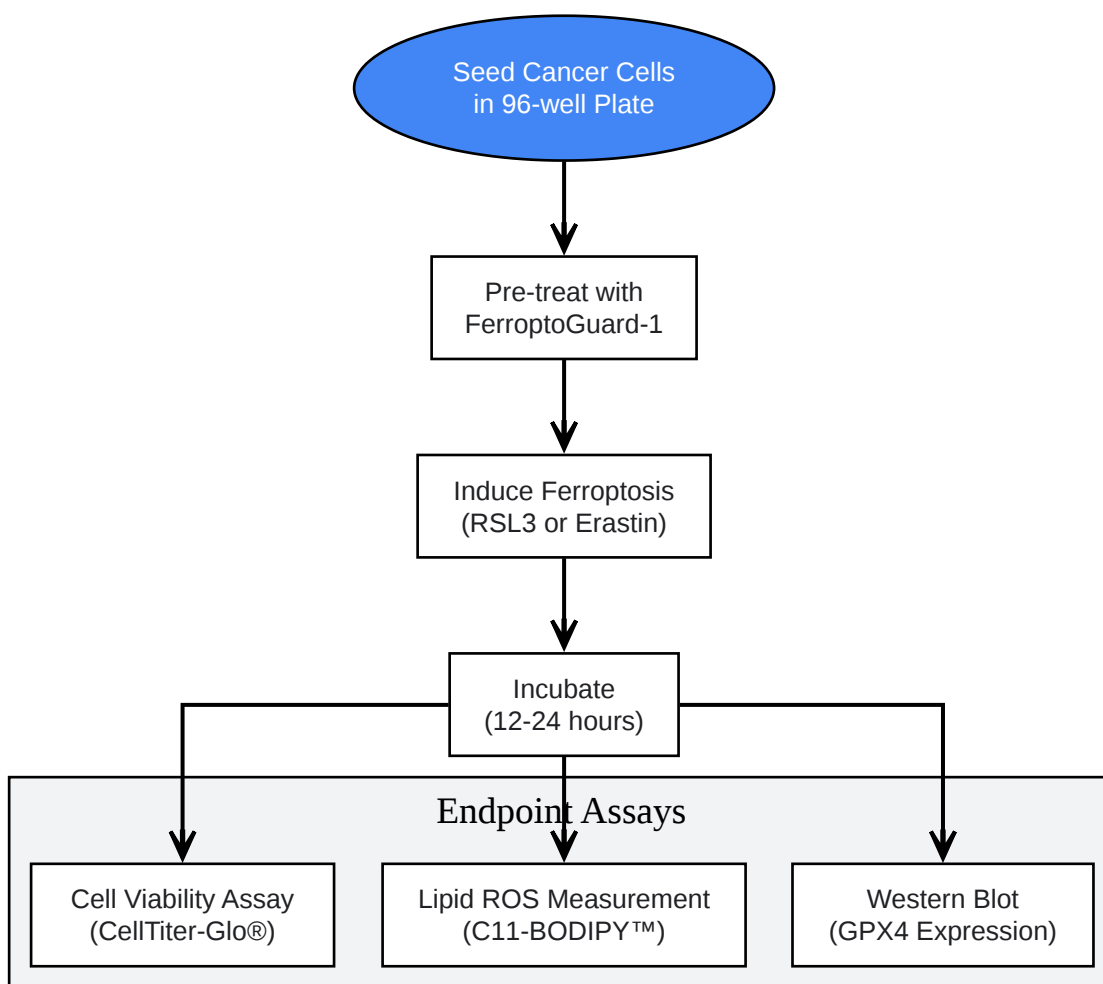 Seed Cancer Cells
in 96-well Plate
Pre-treat with
FerroptoGuard-1
Induce Ferroptosis
(RSL3 or Erastin)
Incubate
(12-24 hours)
Endpoint Assays
Cell Viability Assay
(CellTiter-Glo®)
Lipid ROS Measurement
(C11-BODIPY™)
Western Blot
(GPX4 Expression)